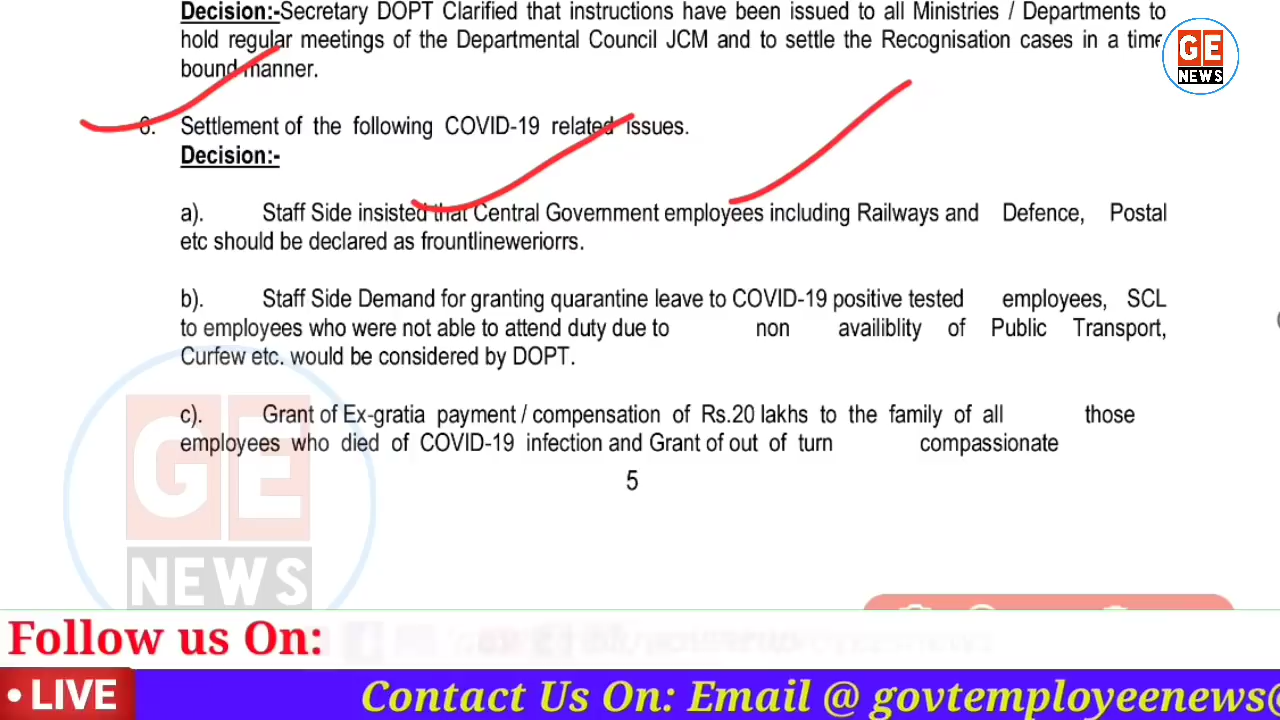 Decision:-Secretary DOPT Clarified that instructions have been issued to all Ministries / Departments to
hold regular meetings of the Departmental Council JCM and to settle the Recognisation cases in a time
bound manner.
GE
NEWS
6. Settlement of the following COVID-19 related issues.
Decision:-
a). Staff Side insisted that Central Government employees including Railways and Defence, Postal
etc should be declared as frountlineweriorrs.
b). Staff Side Demand for granting quarantine leave to COVID-19 positive tested employees, SCL
to employees who were not able to attend duty due to non availiblity of Public Transport,
Curfew etc. would be considered by DOPT.
c). Grant of Ex-gratia payment / compensation of Rs.20 lakhs to the family of all those
employees who died of COVID-19 infection and Grant of out of turn compassionate
5
GE
NEWS
Follow us On:
• LIVE
Contact Us On: Email @ govtemployeenews@